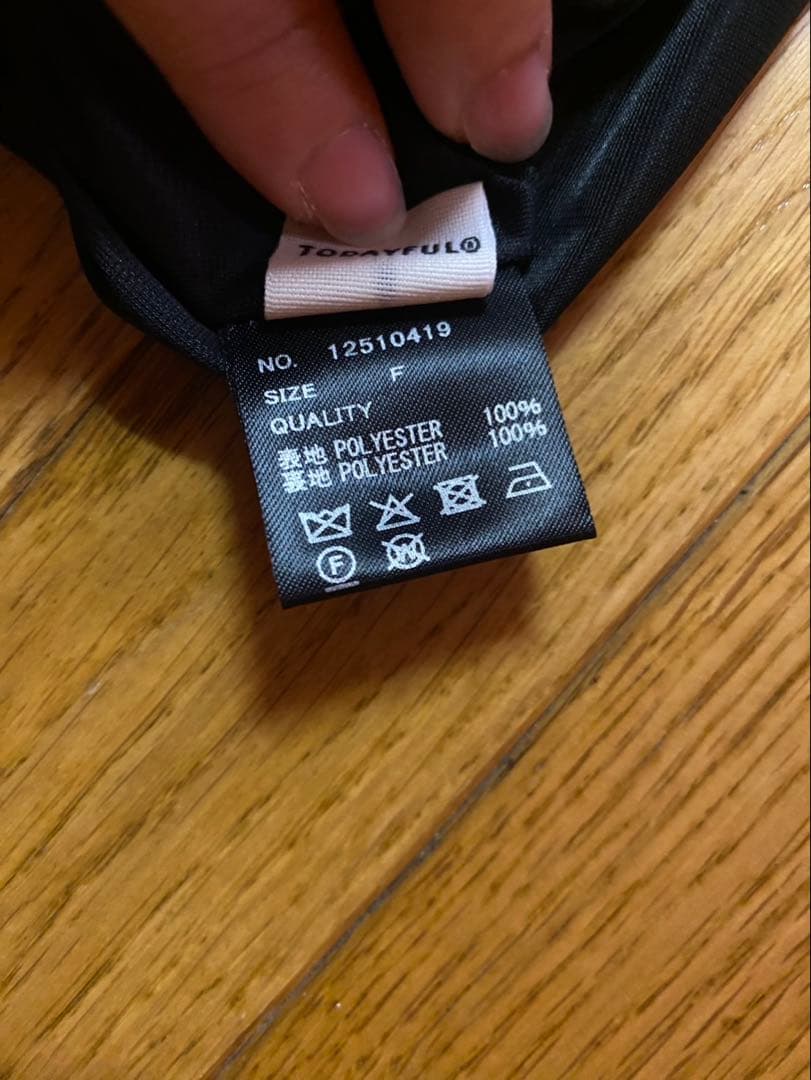 TODAYFUL®
NO. 12510419
SIZE F
QUALITY
表地 POLYESTER 100%
裏地 POLYESTER 100%
F
W